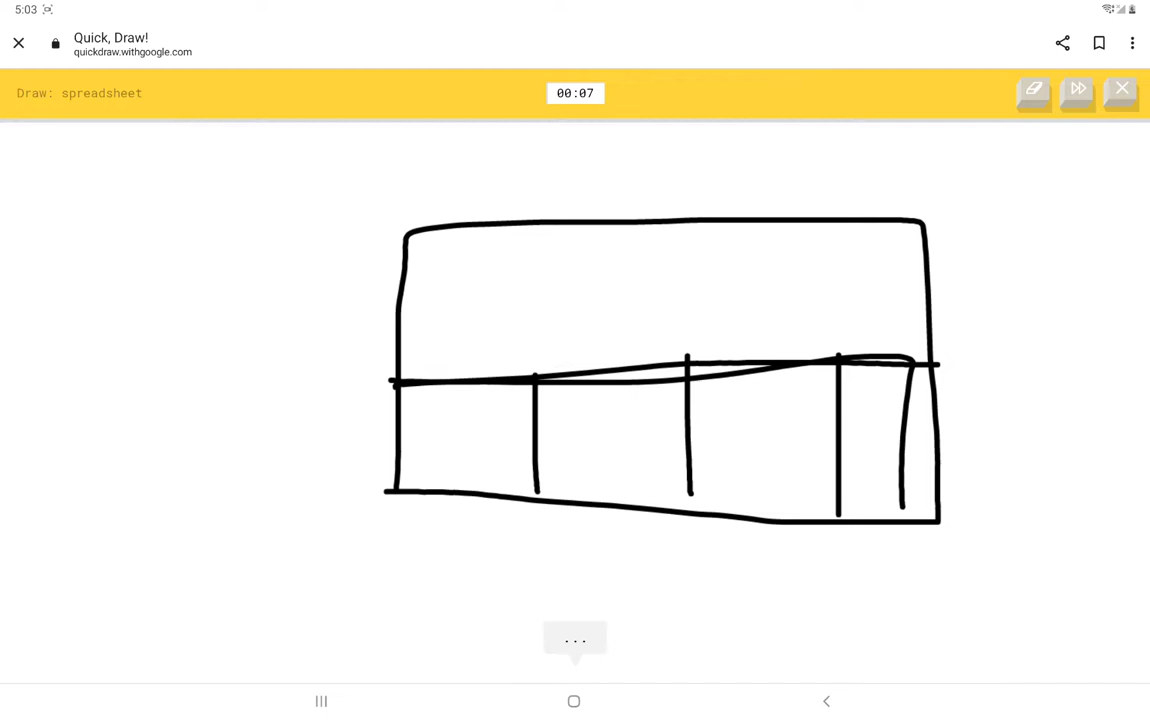 5:03
Quick, Draw!
quickdraw.withgoogle.com
Draw: spreadsheet
00:07
...